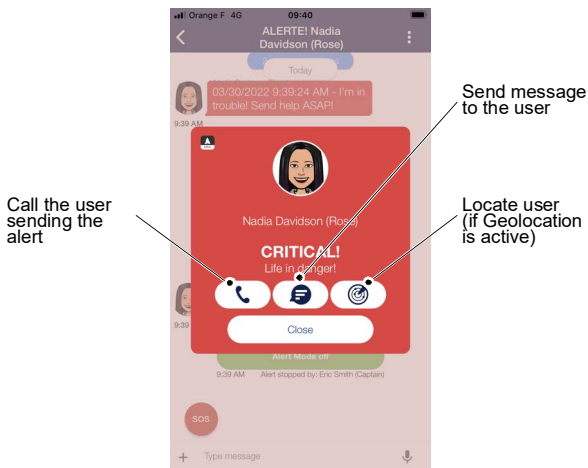 Orange F 4G 09:40
ALERTE! Nadia
Davidson (Rose)
Today
03/30/2022 9:39:24 AM - I'm in
trouble! Send help ASAP!
9:39 AM
Send message
to the user
Call the user
sending the
alert
Locate user
(if Geolocation
is active)
Nadia Davidson (Rose)
CRITICAL!
Life in danger!
Close
9:39
Alert Mode off
9:39 AM Alert stopped by: Eric Smith (Captain)
SOS
+ Type message